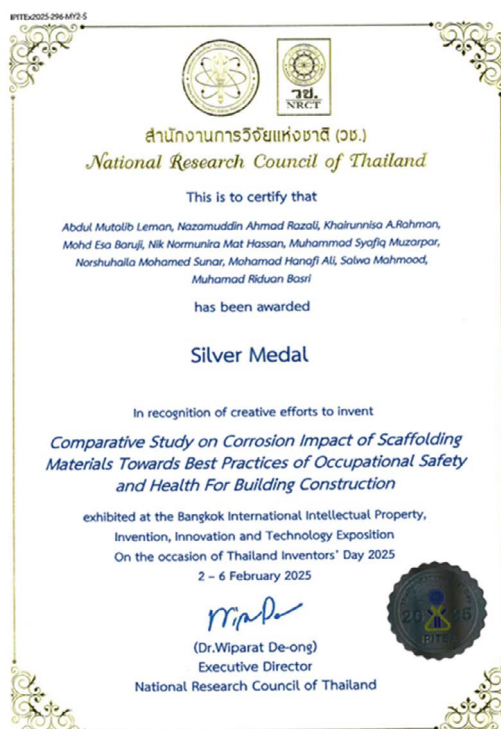 IPITEx2025-296-MY2-5
วช.
NRCT
สำนักงานการวิจัยแห่งชาติ (วช.)
National Research Council of Thailand
This is to certify that
Abdul Mutolib Leman, Nazamuddin Ahmad Razali, Khairunnisa A.Rahman,
Mohd Esa Baruji, Nik Normunira Mat Hassan, Muhammad Syafiq Muzarpar,
Norshuhaila Mohamed Sunar, Mohamad Hanafi Ali, Salwa Mahmood,
Muhamad Riduan Basri
has been awarded
Silver Medal
In recognition of creative efforts to invent
Comparative Study on Corrosion Impact of Scaffolding
Materials Towards Best Practices of Occupational Safety
and Health For Building Construction
exhibited at the Bangkok International Intellectual Property,
Invention, Innovation and Technology Exposition
On the occasion of Thailand Inventors' Day 2025
2 – 6 February 2025
(Dr.Wiparat De-ong)
Executive Director
National Research Council of Thailand
20 25
IPITEx